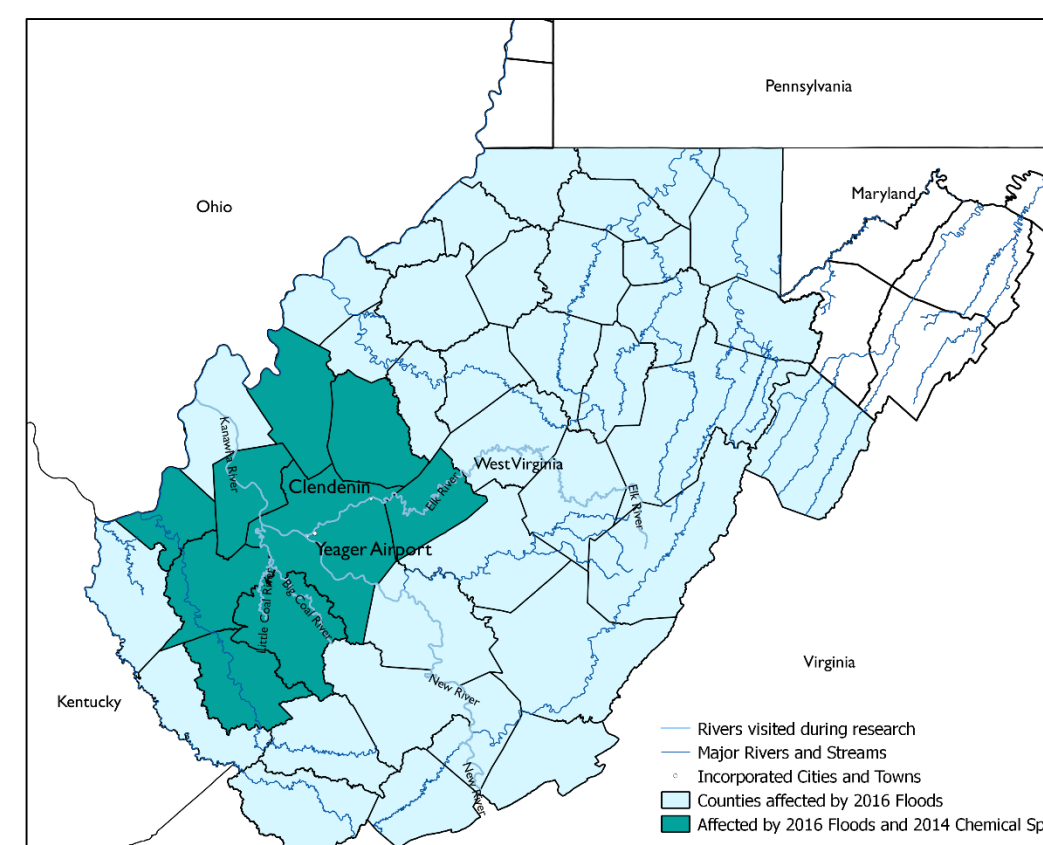 Pennsylvania
Maryland
Ohio
Kanawha River
West Virginia
Clendenin
Elk River
Elk River
Yeager Airport
Little Coal River
Big Coal River
Virginia
New River
Kentucky
New River
Rivers visited during research
Major Rivers and Streams
Incorporated Cities and Towns
Counties affected by 2016 Floods
Affected by 2016 Floods and 2014 Chemical Sp